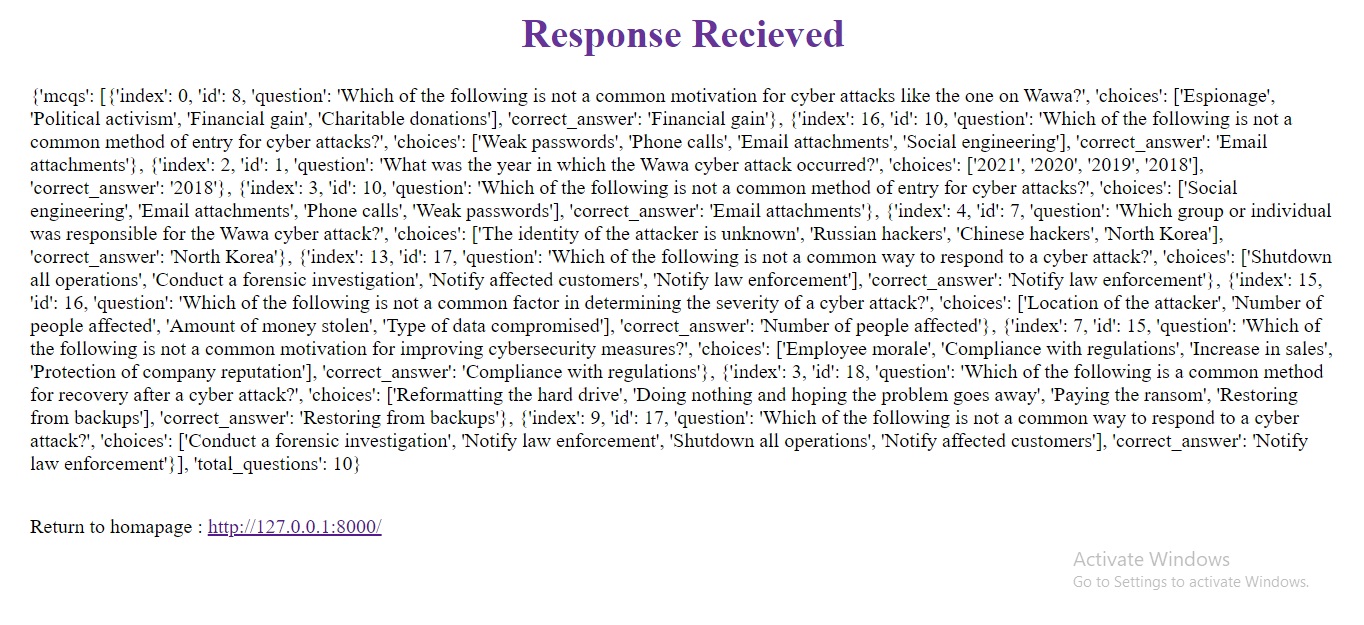 Response Recieved
{'mcqs': [{'index': 0, 'id': 8, 'question': 'Which of the following is not a common motivation for cyber attacks like the one on Wawa?', 'choices': ['Espionage',
'Political activism', 'Financial gain', 'Charitable donations'], 'correct_answer': 'Financial gain'}, {'index': 16, 'id': 10, 'question': 'Which of the following is not a
common method of entry for cyber attacks?', 'choices': ['Weak passwords', 'Phone calls', 'Email attachments', 'Social engineering'], 'correct_answer': 'Email
attachments'}, {'index': 2, 'id': 1, 'question': 'What was the year in which the Wawa cyber attack occurred?', 'choices': ['2021', '2020', '2019', '2018'],
'correct_answer': '2018'}, {'index': 3, 'id': 10, 'question': 'Which of the following is not a common method of entry for cyber attacks?', 'choices': ['Social
engineering', 'Email attachments', 'Phone calls', 'Weak passwords'], 'correct_answer': 'Email attachments'}, {'index': 4, 'id': 7, 'question': 'Which group or individual
was responsible for the Wawa cyber attack?', 'choices': ['The identity of the attacker is unknown', 'Russian hackers', 'Chinese hackers', 'North Korea'],
'correct_answer': 'North Korea'}, {'index': 13, 'id': 17, 'question': 'Which of the following is not a common way to respond to a cyber attack?', 'choices': ['Shutdown
all operations', 'Conduct a forensic investigation', 'Notify affected customers', 'Notify law enforcement'], 'correct_answer': 'Notify law enforcement'}, {'index': 15,
'id': 16, 'question': 'Which of the following is not a common factor in determining the severity of a cyber attack?', 'choices': ['Location of the attacker', 'Number of
people affected', 'Amount of money stolen', 'Type of data compromised'], 'correct_answer': 'Number of people affected'}, {'index': 7, 'id': 15, 'question': 'Which of
the following is not a common motivation for improving cybersecurity measures?', 'choices': ['Employee morale', 'Compliance with regulations', 'Increase in sales',
'Protection of company reputation'], 'correct_answer': 'Compliance with regulations'}, {'index': 3, 'id': 18, 'question': 'Which of the following is a common method
for recovery after a cyber attack?', 'choices': ['Reformatting the hard drive', 'Doing nothing and hoping the problem goes away', 'Paying the ransom', 'Restoring
from backups'], 'correct_answer': 'Restoring from backups'}, {'index': 9, 'id': 17, 'question': 'Which of the following is not a common way to respond to a cyber
attack?', 'choices': ['Conduct a forensic investigation', 'Notify law enforcement', 'Shutdown all operations', 'Notify affected customers'], 'correct_answer': 'Notify
law enforcement'}], 'total_questions': 10}
Return to homapage : http://127.0.0.1:8000/
Activate Windows
Go to Settings to activate Windows.